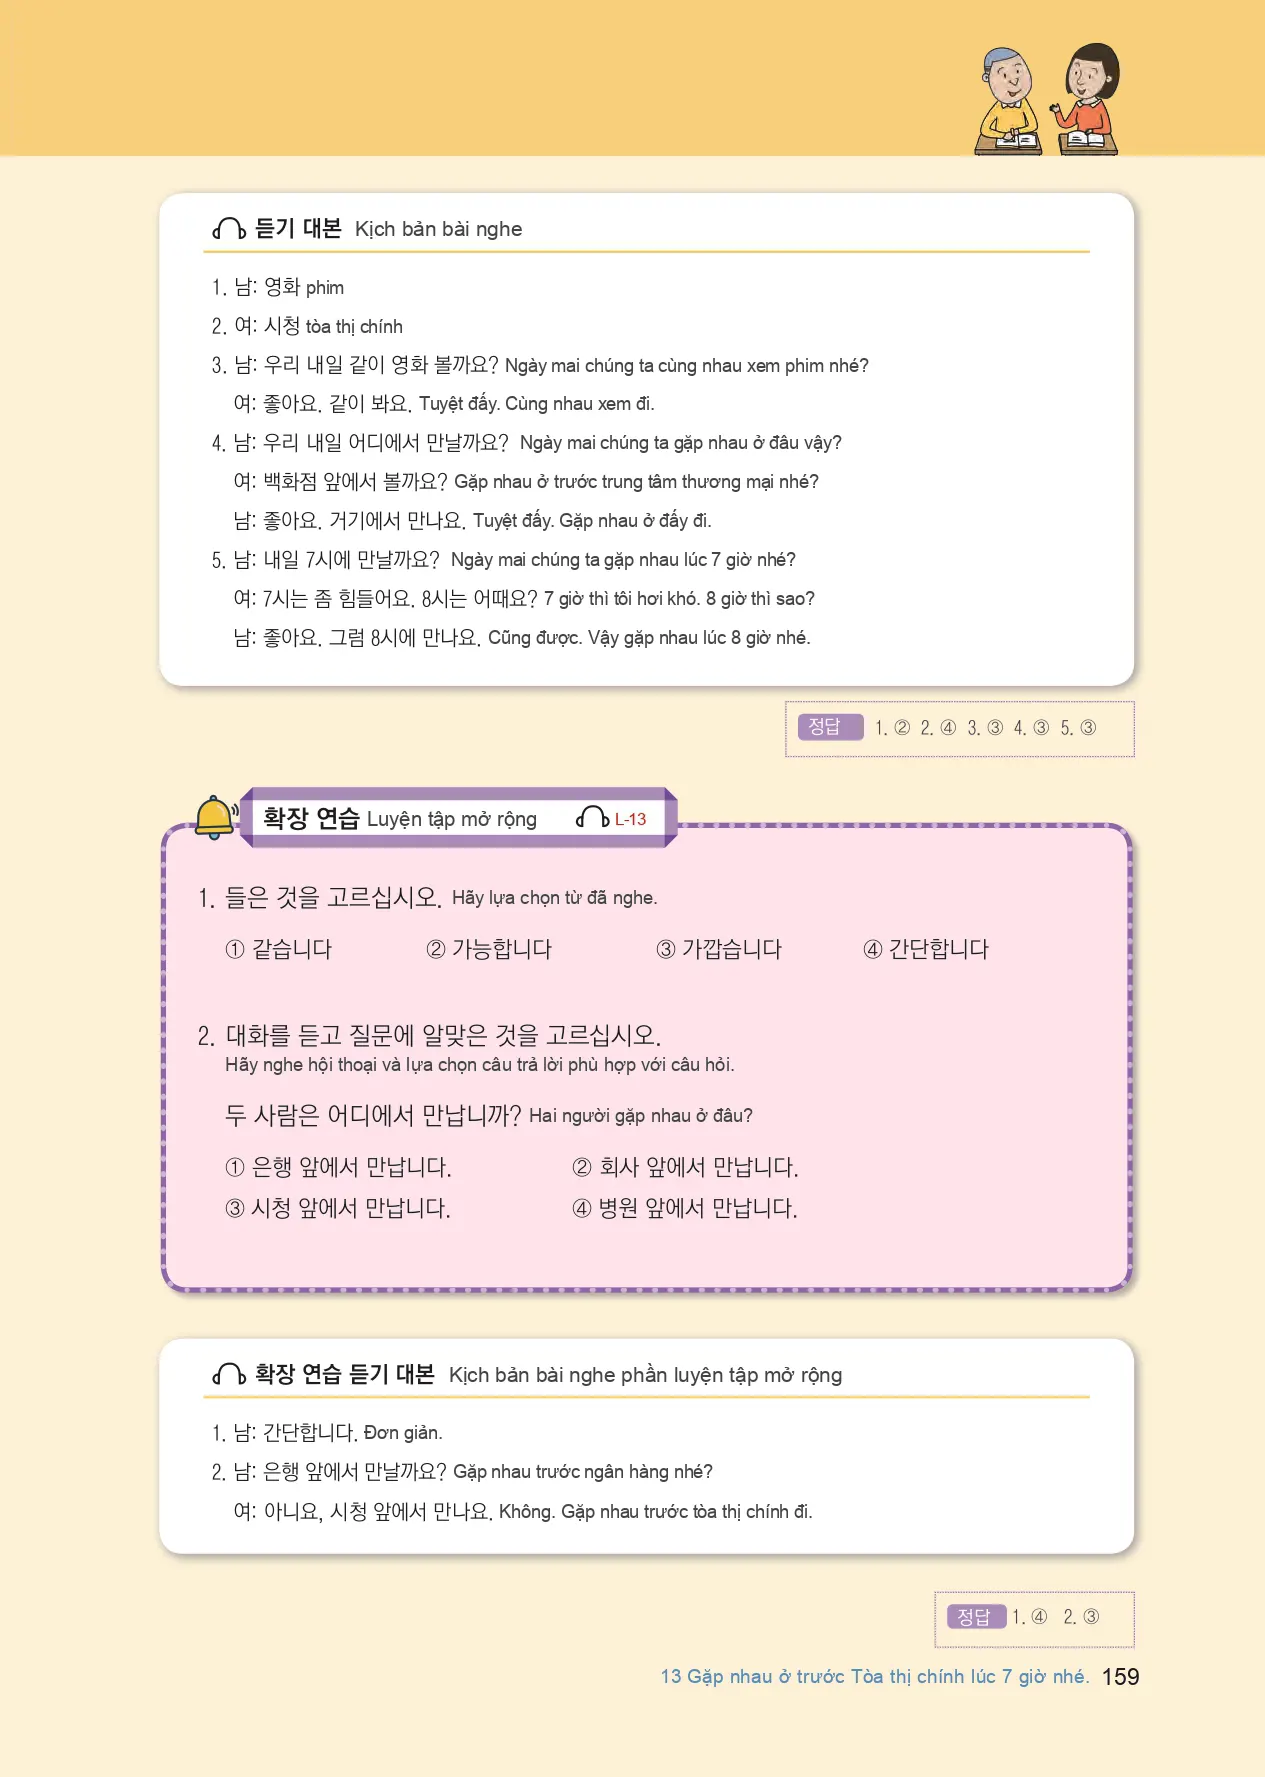 듣기 대본 Kịch bản bài nghe
1. 남: 영화 phim
2. 여: 시청 tòa thị chính
3. 남: 우리 내일 같이 영화 볼까요? Ngày mai chúng ta cùng nhau xem phim nhé?
여: 좋아요. 같이 봐요. Tuyệt đấy. Cùng nhau xem đi.
4. 남: 우리 내일 어디에서 만날까요? Ngày mai chúng ta gặp nhau ở đâu vậy?
여: 백화점 앞에서 볼까요? Gặp nhau ở trước trung tâm thương mại nhé?
남: 좋아요. 거기에서 만나요. Tuyệt đấy. Gặp nhau ở đấy đi.
5. 남: 내일 7시에 만날까요? Ngày mai chúng ta gặp nhau lúc 7 giờ nhé?
여: 7시는 좀 힘들어요. 8시는 어때요? 7 giờ thì tôi hơi khó. 8 giờ thì sao?
남: 좋아요. 그럼 8시에 만나요. Cũng được. Vậy gặp nhau lúc 8 giờ nhé.
정답 1. ② 2. ④ 3. ③ 4. ③ 5. ③
확장 연습 Luyện tập mở rộng L-13
1. 들은 것을 고르십시오. Hãy lựa chọn từ đã nghe.
① 같습니다 ② 가능합니다 ③ 가깝습니다 ④ 간단합니다
2. 대화를 듣고 질문에 알맞은 것을 고르십시오.
Hãy nghe hội thoại và lựa chọn câu trả lời phù hợp với câu hỏi.
두 사람은 어디에서 만납니까? Hai người gặp nhau ở đâu?
① 은행 앞에서 만납니다. ② 회사 앞에서 만납니다.
③ 시청 앞에서 만납니다. ④ 병원 앞에서 만납니다.
확장 연습 듣기 대본 Kịch bản bài nghe phần luyện tập mở rộng
1. 남: 간단합니다. Đơn giản.
2. 남: 은행 앞에서 만날까요? Gặp nhau trước ngân hàng nhé?
여: 아니요, 시청 앞에서 만나요. Không. Gặp nhau trước tòa thị chính đi.
정답 1. ④ 2. ③
13 Gặp nhau ở trước Tòa thị chính lúc 7 giờ nhé. 159